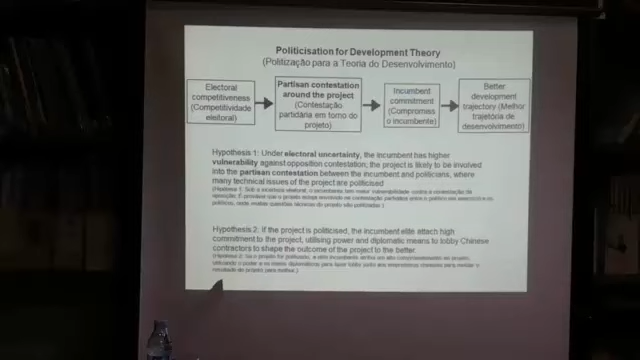 Politicisation for Development Theory
(Politização para a Teoria do Desenvolvimento)
Electoral
competitiveness
(Competitividade
eleitoral)
Partisan contestation
around the project
(Contestação
partidária em torno do
projeto)
Incumbent
commitment
(Compromiss
o incumbente)
Better
development
trajectory (Melhor
trajetória de
desenvolvimento)
Hypothesis 1: Under electoral uncertainty, the incumbent has higher
vulnerability against opposition contestation; the project is likely to be involved
into the partisan contestation between the incumbent and politicians, where
many technical issues of the project are politicised
Hypothesis 2: If the project is politicised, the incumbent elite attach high
commitment to the project, utilising power and diplomatic means to lobby Chinese
contractors to shape the outcome of the project to the better.